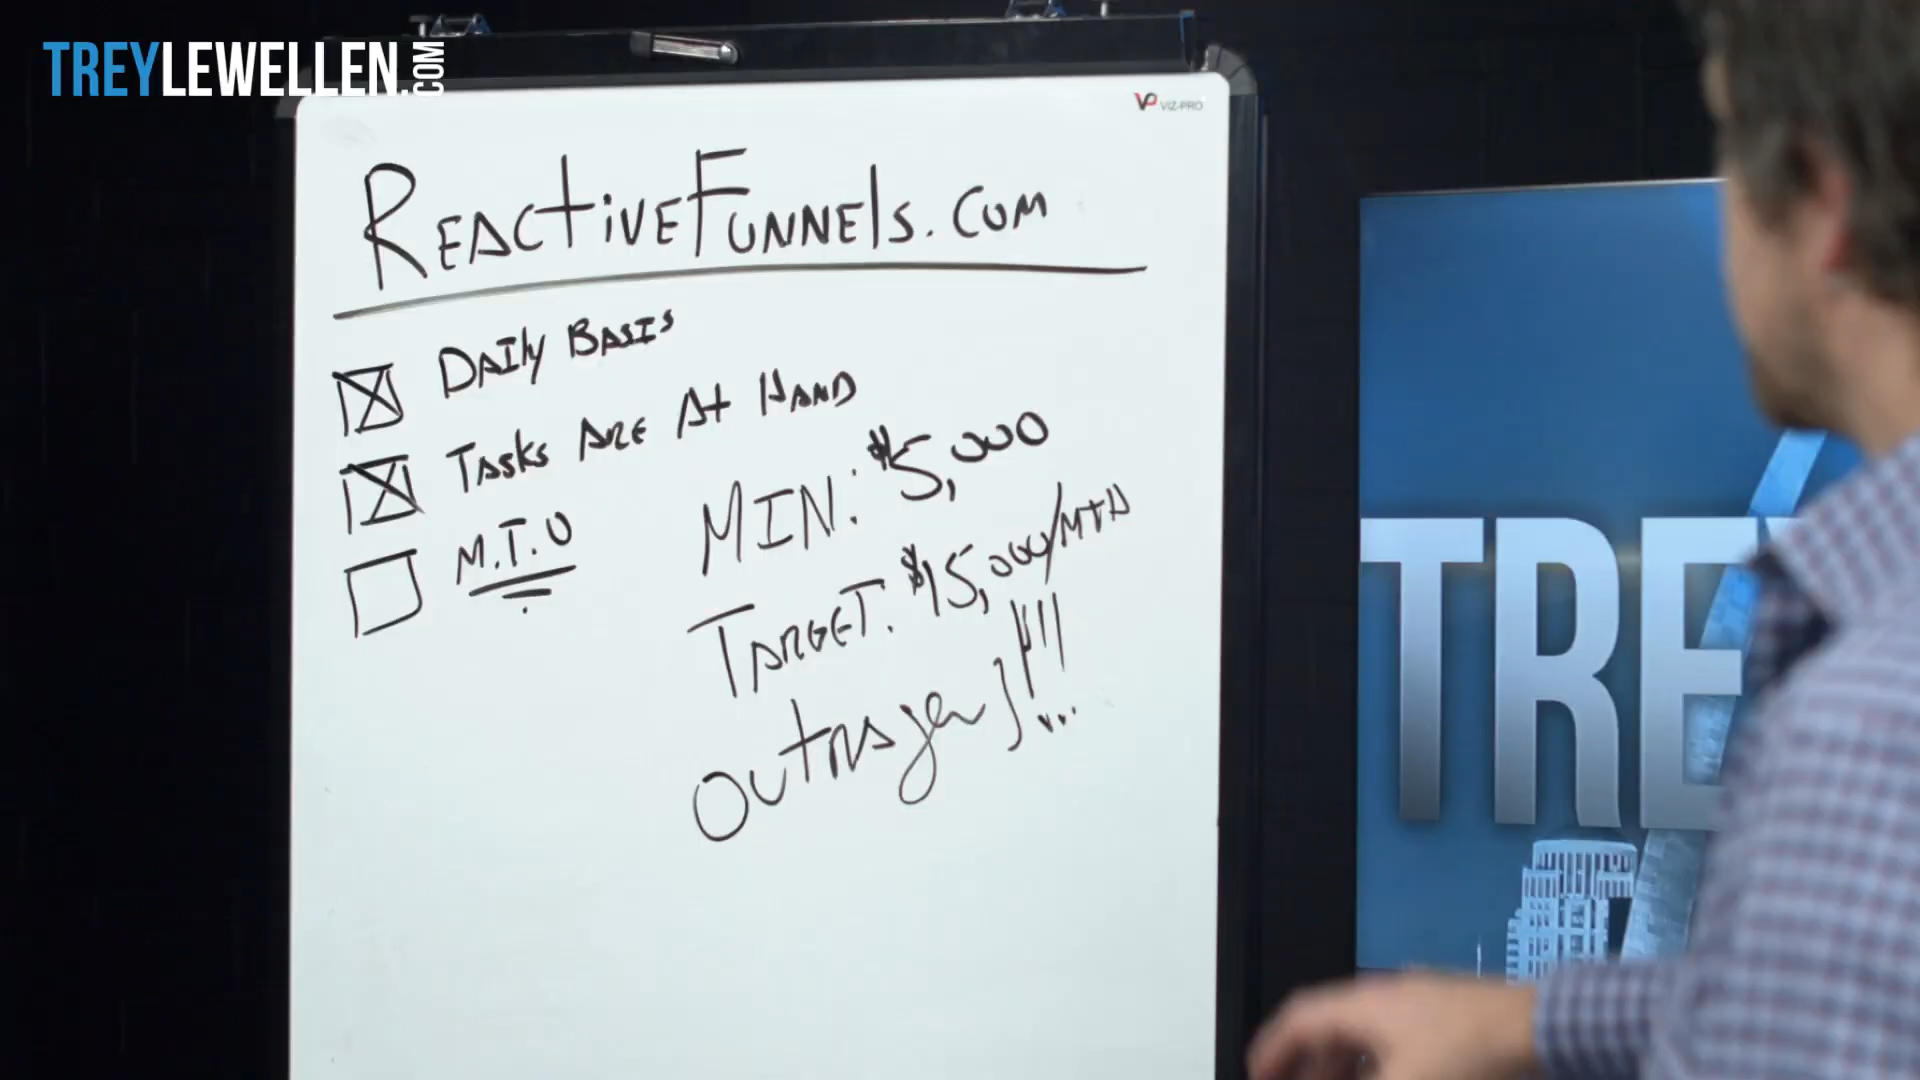 TREYLEWELLEN.COM
VP VIZ-PRO
REACTIVEFUNNELS.COM
DAILY BASIS
TASKS ARE AT HAND
M.T.O
MIN: $5,000
TARGET: $15,000/MTH
OUTRAGEN !!!
TRE